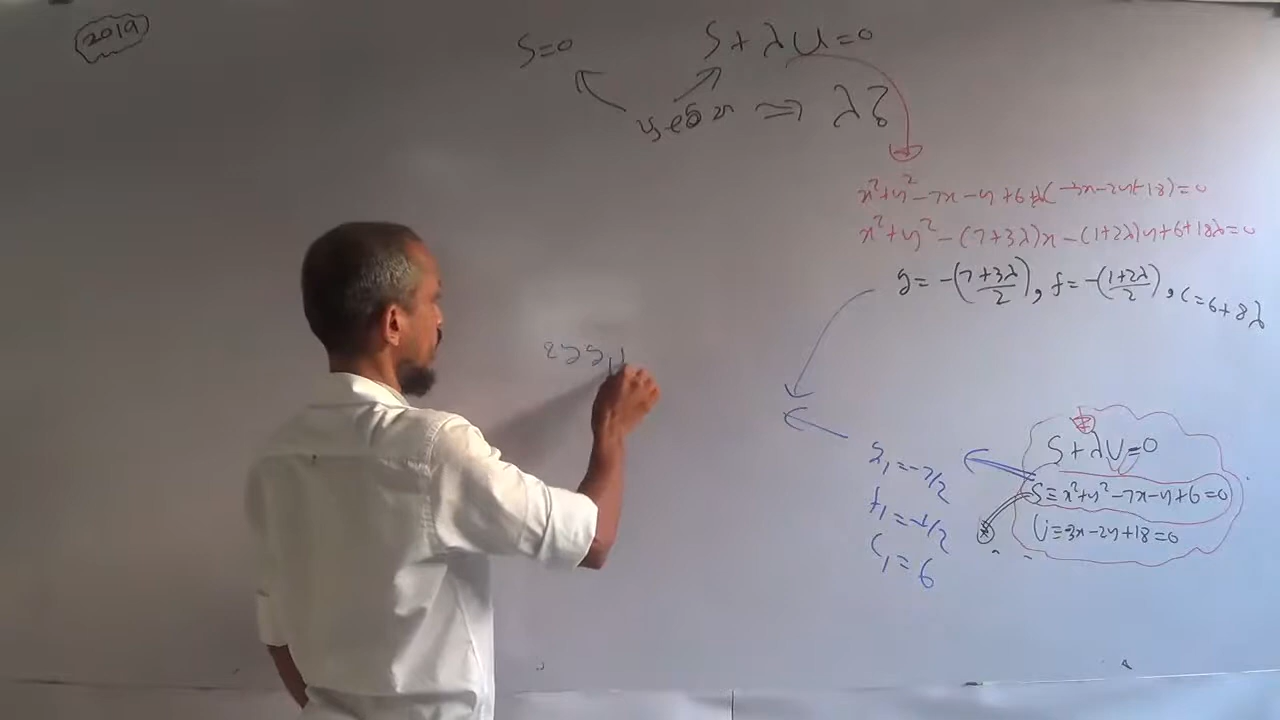 2019
S=0
S+λU=0
⇒ λ
x²+y²-7x-y+6+λ(-3x-2y+18)=0
x²+y²-(7+3λ)x-(1+2λ)y+6+18λ=0
g=-(7+3λ/2), f=-(1+2λ/2), c=6+8λ
2gg₁
S+λU=0
S≡x²+y²-7x-y+6=0
U≡-3x-2y+18=0
g₁=-7/2
f₁=-1/2
C₁=6